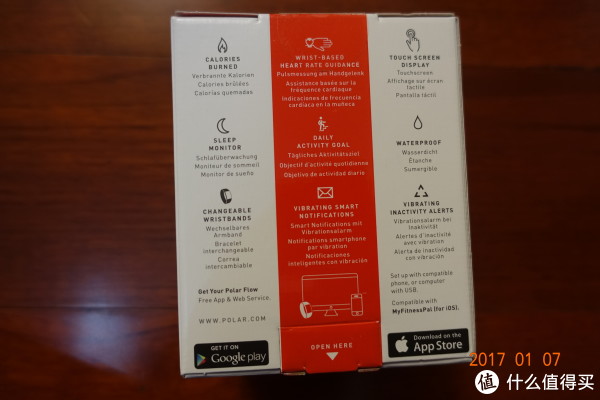 CALORIES
BURNED
Verbrannte Kalorien
Calories brûlées
Calorías quemadas
SLEEP
MONITOR
Schlafüberwachung
Moniteur de sommeil
Monitor de sueño
CHANGEABLE
WRISTBANDS
Wechselbares
Armband
Bracelet
interchangeable
Correa
intercambiable
Get Your Polar Flow
Free App & Web Service.
WWW.POLAR.COM
GET IT ON
Google play
WRIST-BASED
HEART RATE GUIDANCE
Pulsmessung am Handgelenk
Assistance basée sur la
fréquence cardiaque
Indicaciones de frecuencia
cardíaca en la muñeca
DAILY
ACTIVITY GOAL
Tägliches Aktivitätsziel
Objectif d'activité quotidienne
Objetivo de actividad diaria
VIBRATING SMART
NOTIFICATIONS
Smart Notifications mit
Vibrationsalarm
Notifications smartphone
par vibration
Notificaciones
inteligentes con vibración
OPEN HERE
TOUCH SCREEN
DISPLAY
Touchscreen
Affichage sur écran
tactile
Pantalla táctil
WATERPROOF
Wasserdicht
Étanche
Sumergible
VIBRATING
INACTIVITY ALERTS
Vibrationsalarm bei
Inaktivität
Alertes d'inactivité
avec vibration
Alerta de inactividad
con vibración
Set up with compatible
phone, or computer
with USB.
Compatible with
MyFitnessPal (for iOS).
Download on the
App Store
2017 01 07
值 什么值得买